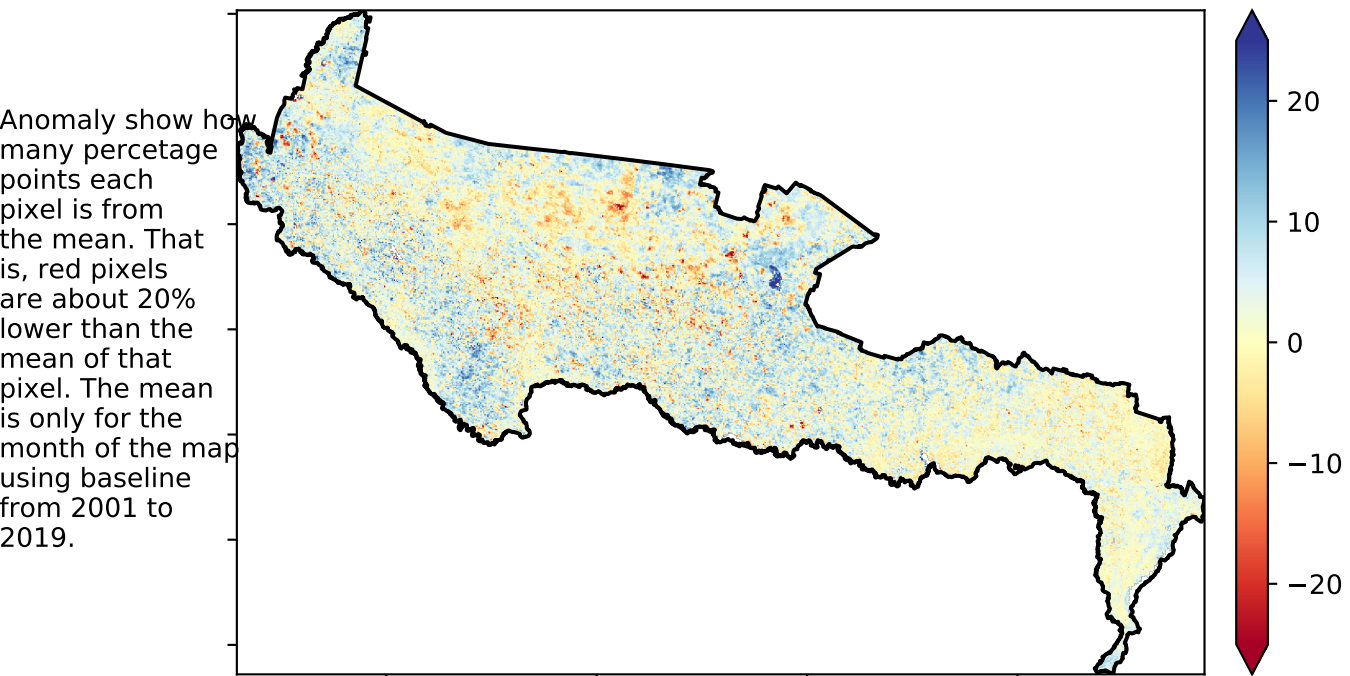 Anomaly show how
many percetage
points each
pixel is from
the mean. That
is, red pixels
are about 20%
lower than the
mean of that
pixel. The mean
is only for the
month of the map
using baseline
from 2001 to
2019.
20
10
0
−10
−20